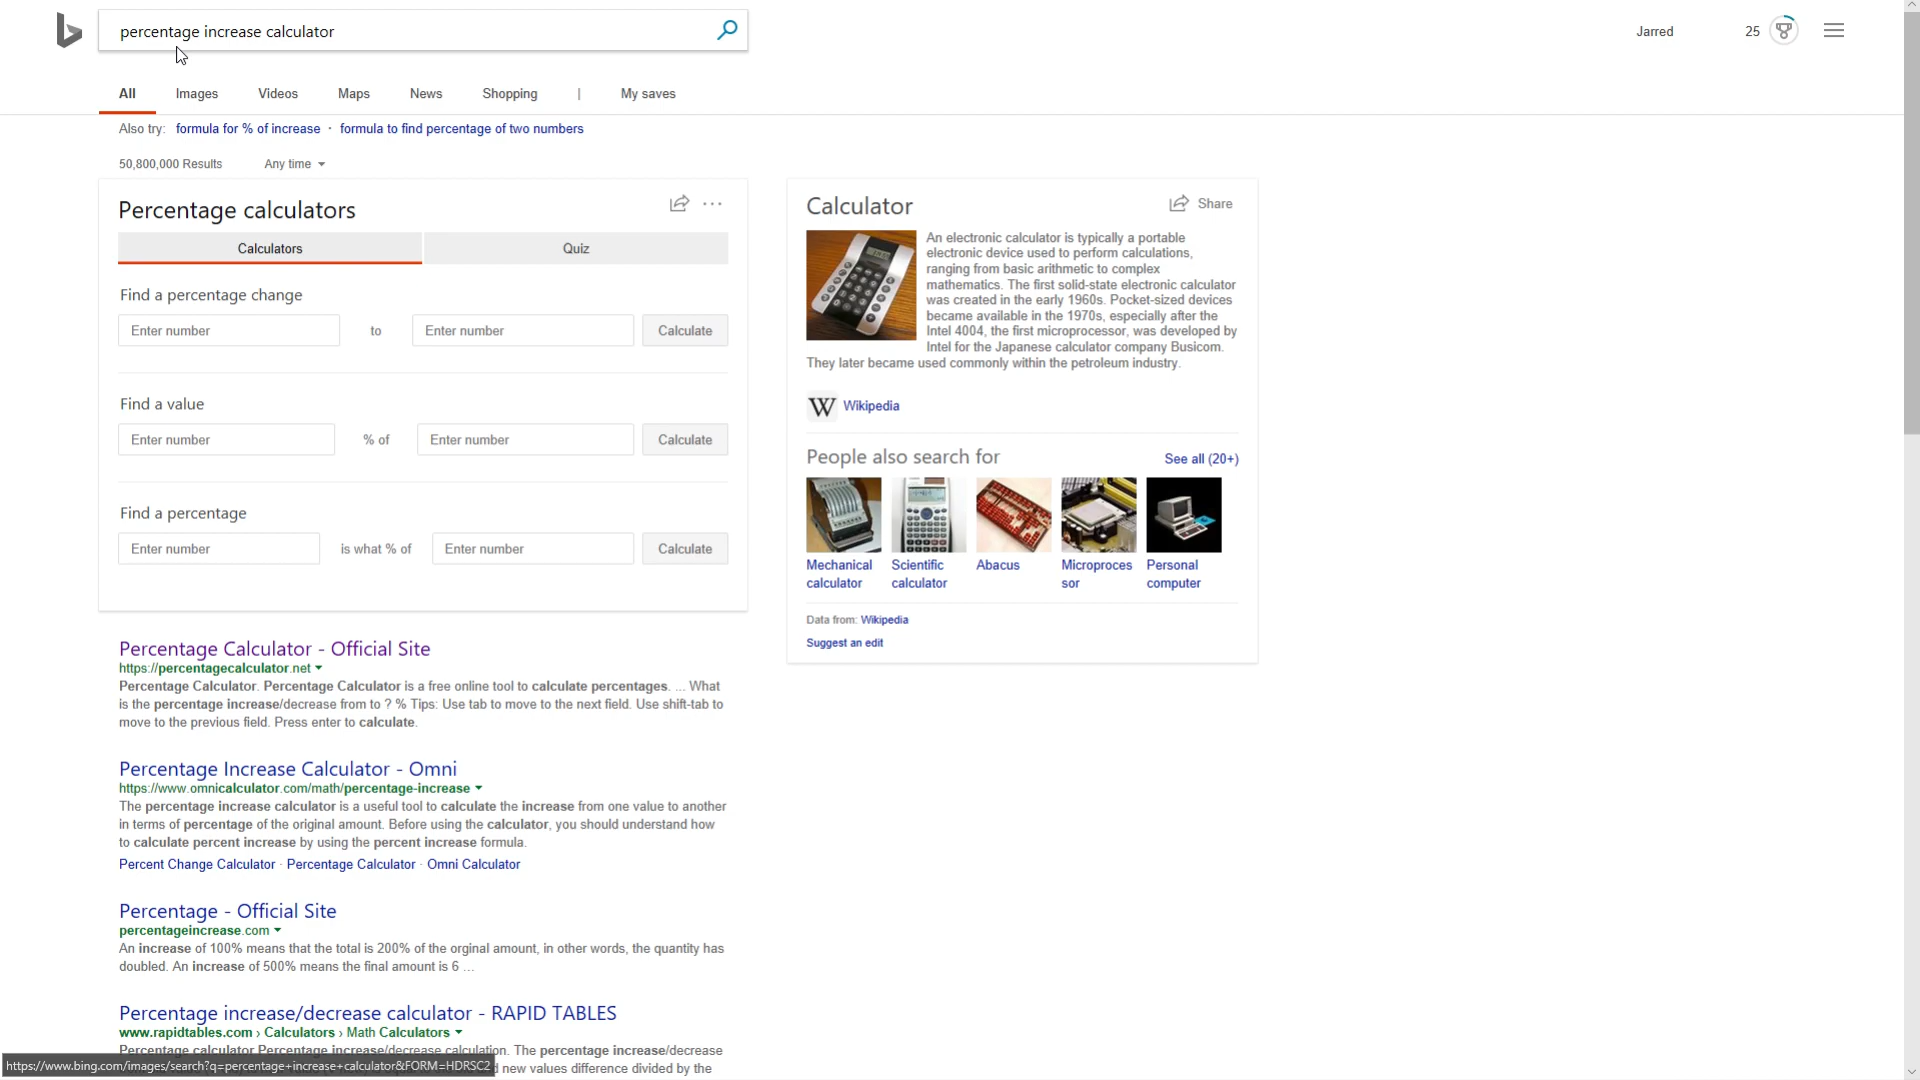 percentage increase calculator
Jarred
25
All
Images
Videos
Maps
News
Shopping
|
My saves
Also try: formula for % of increase · formula to find percentage of two numbers
50,800,000 Results
Any time
Percentage calculators
Calculators
Quiz
Find a percentage change
Enter number
to
Enter number
Calculate
Find a value
Enter number
% of
Enter number
Calculate
Find a percentage
Enter number
is what % of
Enter number
Calculate
Percentage Calculator - Official Site
https://percentagecalculator.net
Percentage Calculator. Percentage Calculator is a free online tool to calculate percentages. ... What
is the percentage increase/decrease from to ? % Tips: Use tab to move to the next field. Use shift-tab to
move to the previous field. Press enter to calculate.
Percentage Increase Calculator - Omni
https://www.omnicalculator.com/math/percentage-increase
The percentage increase calculator is a useful tool to calculate the increase from one value to another
in terms of percentage of the original amount. Before using the calculator, you should understand how
to calculate percent increase by using the percent increase formula.
Percent Change Calculator · Percentage Calculator · Omni Calculator
Percentage - Official Site
percentageincrease.com
An increase of 100% means that the total is 200% of the orginal amount, in other words, the quantity has
doubled. An increase of 500% means the final amount is 6 ...
Percentage increase/decrease calculator - RAPID TABLES
www.rapidtables.com › Calculators › Math Calculators
Percentage calculator Percentage increase/decrease calculation. The percentage increase/decrease
new values difference divided by the
https://www.bing.com/images/search?q=percentage+increase+calculator&FORM=HDRSC2
Calculator
Share
An electronic calculator is typically a portable
electronic device used to perform calculations,
ranging from basic arithmetic to complex
mathematics. The first solid-state electronic calculator
was created in the early 1960s. Pocket-sized devices
became available in the 1970s, especially after the
Intel 4004, the first microprocessor, was developed by
Intel for the Japanese calculator company Busicom.
They later became used commonly within the petroleum industry.
W Wikipedia
People also search for
See all (20+)
Mechanical
calculator
Scientific
calculator
Abacus
Microproces
sor
Personal
computer
Data from: Wikipedia
Suggest an edit